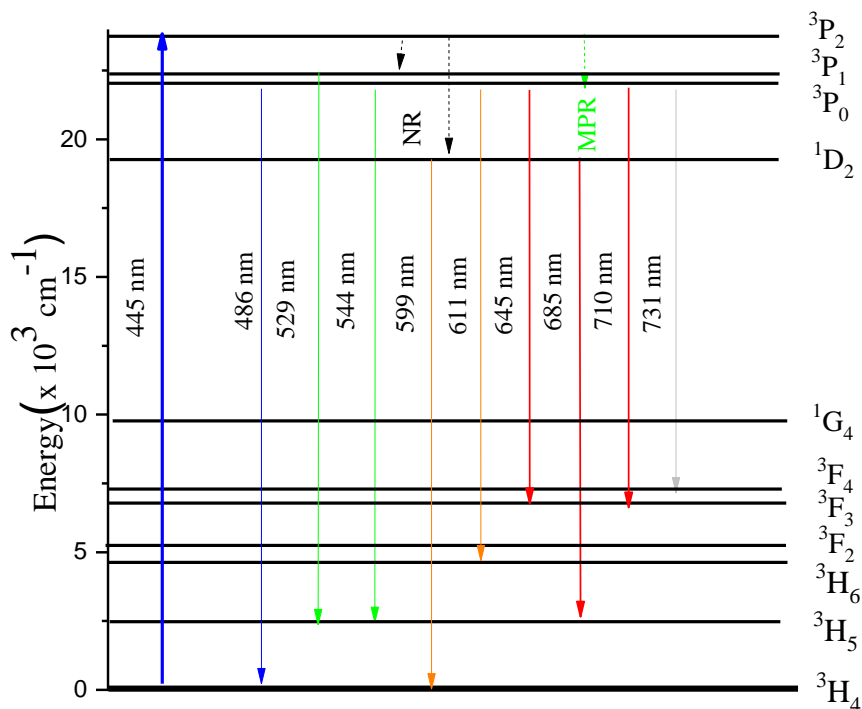 Energy(x 10³ cm⁻¹)
20
15
10
5
0
445 nm
486 nm
529 nm
544 nm
599 nm
611 nm
645 nm
685 nm
710 nm
731 nm
NR
MPR
³P₂
³P₁
³P₀
¹D₂
¹G₄
³F₄
³F₃
³F₂
³H₆
³H₅
³H₄